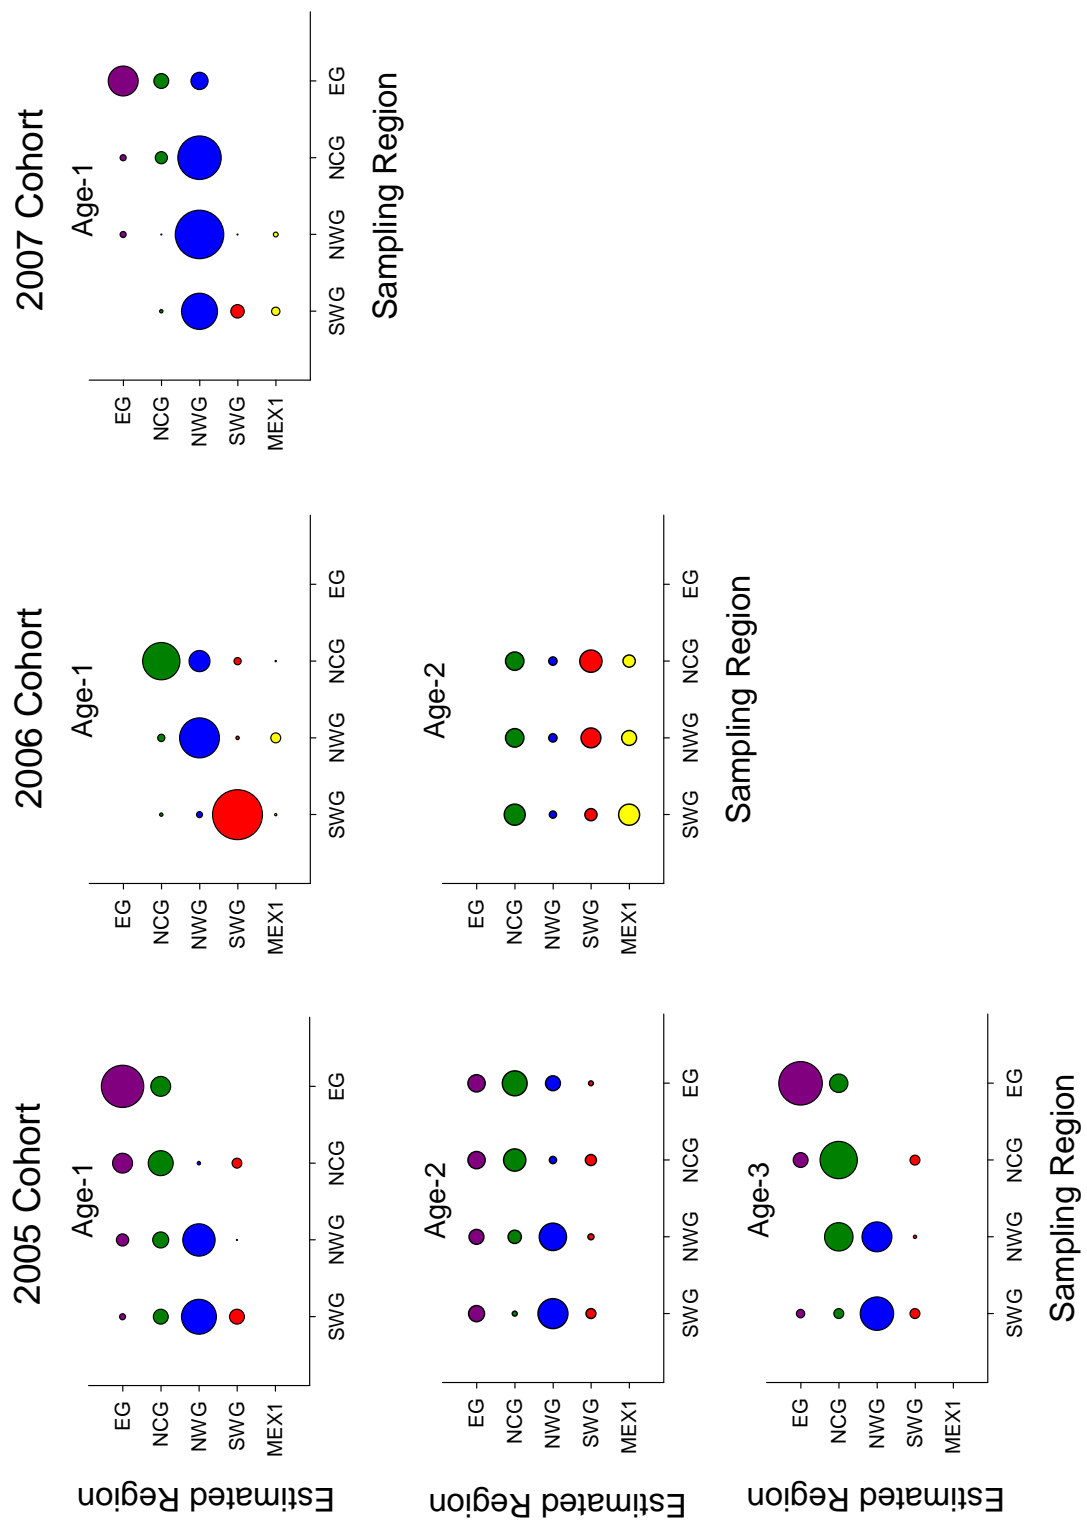 2005 Cohort
2006 Cohort
2007 Cohort
Age-1
Age-1
Age-1
Estimated Region
EG
NCG
NWG
SWG
MEX1
SWG NWG NCG EG
EG
NCG
NWG
SWG
MEX1
SWG NWG NCG EG
EG
NCG
NWG
SWG
MEX1
SWG NWG NCG EG
Sampling Region
Age-2
Age-2
Estimated Region
EG
NCG
NWG
SWG
MEX1
SWG NWG NCG EG
EG
NCG
NWG
SWG
MEX1
SWG NWG NCG EG
Sampling Region
Age-3
Estimated Region
EG
NCG
NWG
SWG
MEX1
SWG NWG NCG EG
Sampling Region